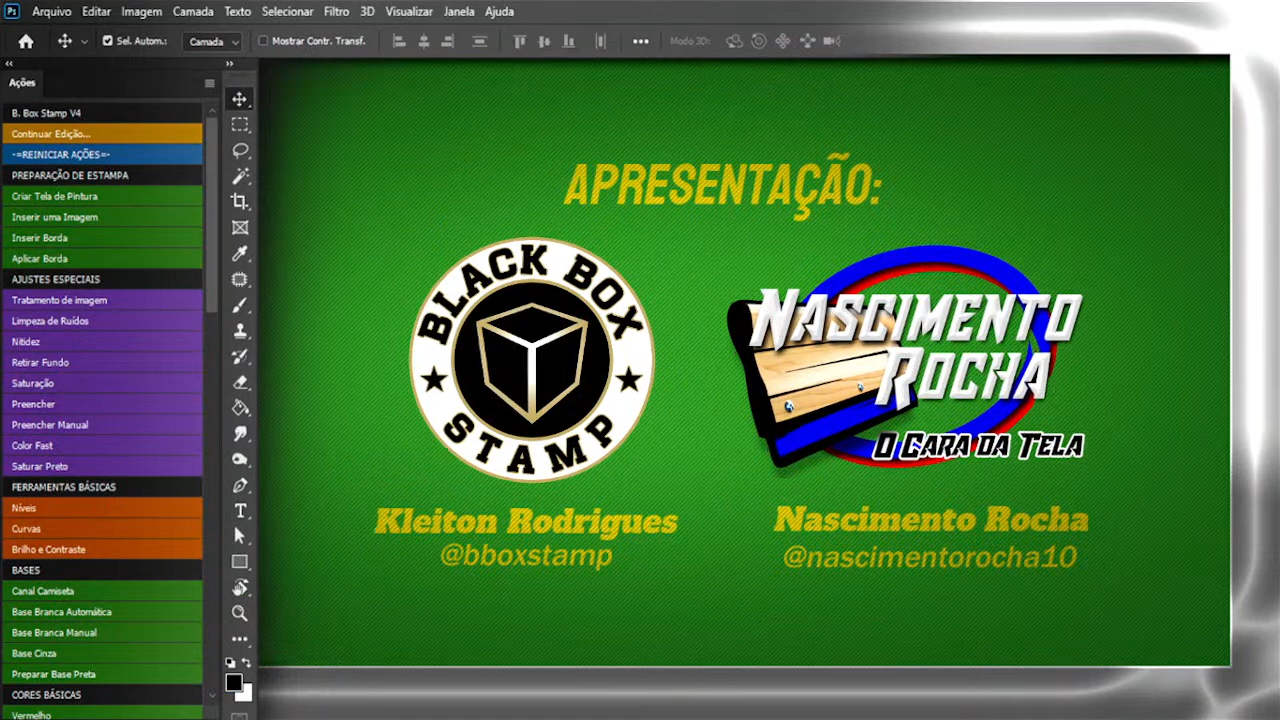 Ps Arquivo Editar Imagem Camada Texto Selecionar Filtro 3D Visualizar Janela Ajuda
Sel. Autom.: Camada Mostrar Contr. Transf. Modo 3D:
Ações
B. Box Stamp V4
Continuar Edição...
-=REINICIAR AÇÕES=-
PREPARAÇÃO DE ESTAMPA
Criar Tela de Pintura
Inserir uma Imagem
Inserir Borda
Aplicar Borda
AJUSTES ESPECIAIS
Tratamento de imagem
Limpeza de Ruídos
Nitidez
Retirar Fundo
Saturação
Preencher
Preencher Manual
Color Fast
Saturar Preto
FERRAMENTAS BÁSICAS
Níveis
Curvas
Brilho e Contraste
BASES
Canal Camiseta
Base Branca Automática
Base Branca Manual
Base Cinza
Preparar Base Preta
CORES BÁSICAS
Vermelho
APRESENTAÇÃO:
BLACK BOX
STAMP
Kleiton Rodrigues
@bboxstamp
NASCIMENTO
ROCHA
O CARA DA TELA
Nascimento Rocha
@nascimentorocha10